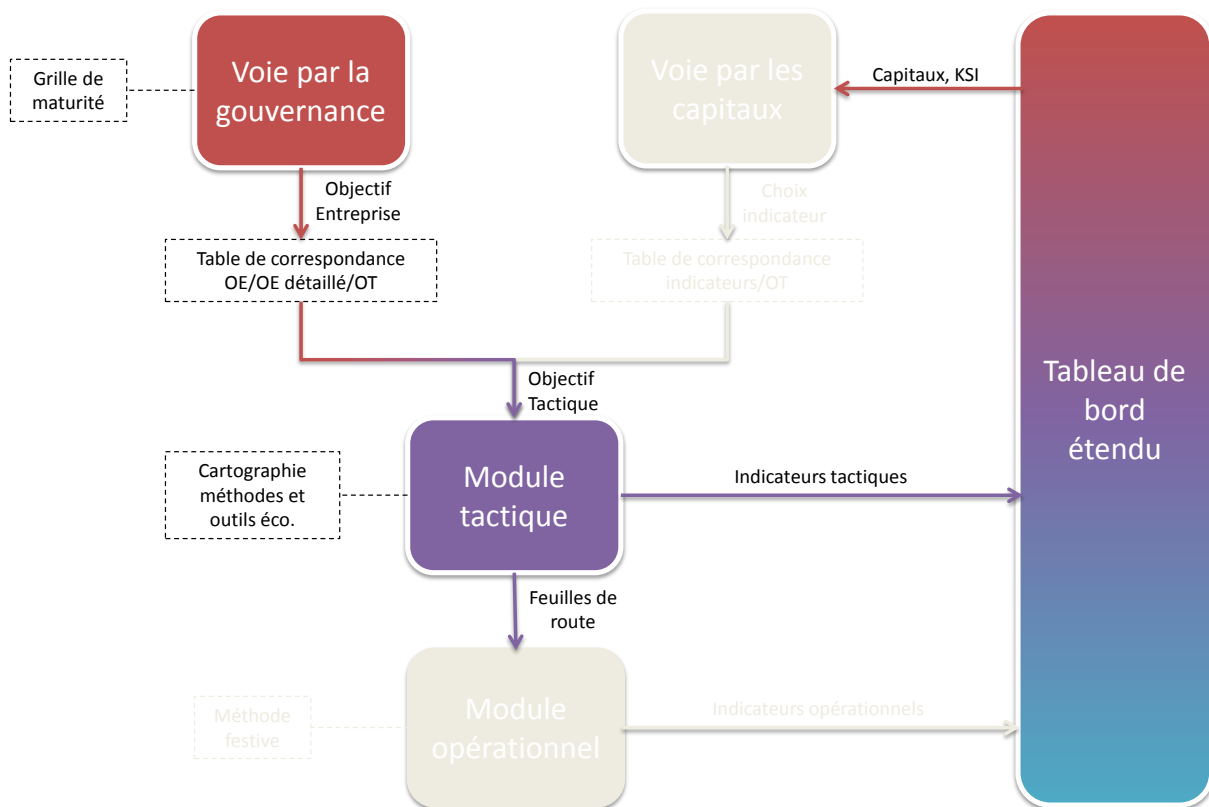 Voie par la
gouvernance
Grille de
maturité
Voie par les
capitaux
Capitaux, KSI
Objectif
Entreprise
Choix
indicateur
Table de correspondance
OE/OE détaillé/OT
Table de correspondance
indicateurs/OT
Objectif
Tactique
Tableau de
bord
étendu
Cartographie
méthodes et
outils éco.
Module
tactique
Indicateurs tactiques
Feuilles de
route
Méthode
festive
Module
opérationnel
Indicateurs opérationnels